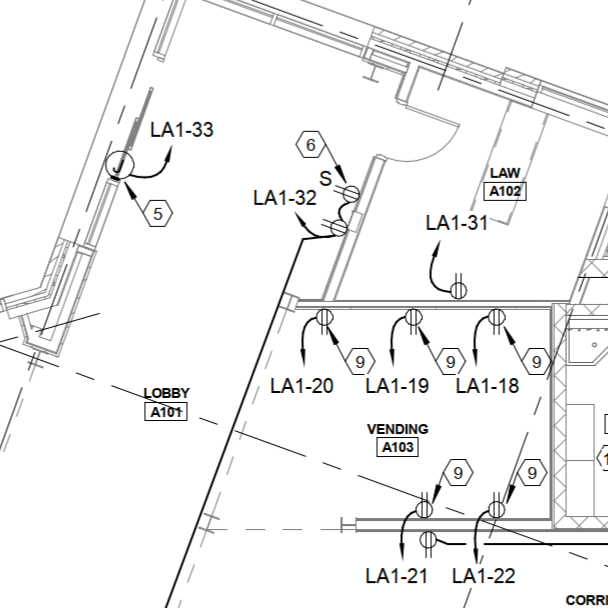 LA1-33
6
S
LAW
A102
LA1-32
5
LA1-31
9
9
9
LA1-20
LA1-19
LA1-18
LOBBY
A101
VENDING
A103
9
9
LA1-21
LA1-22